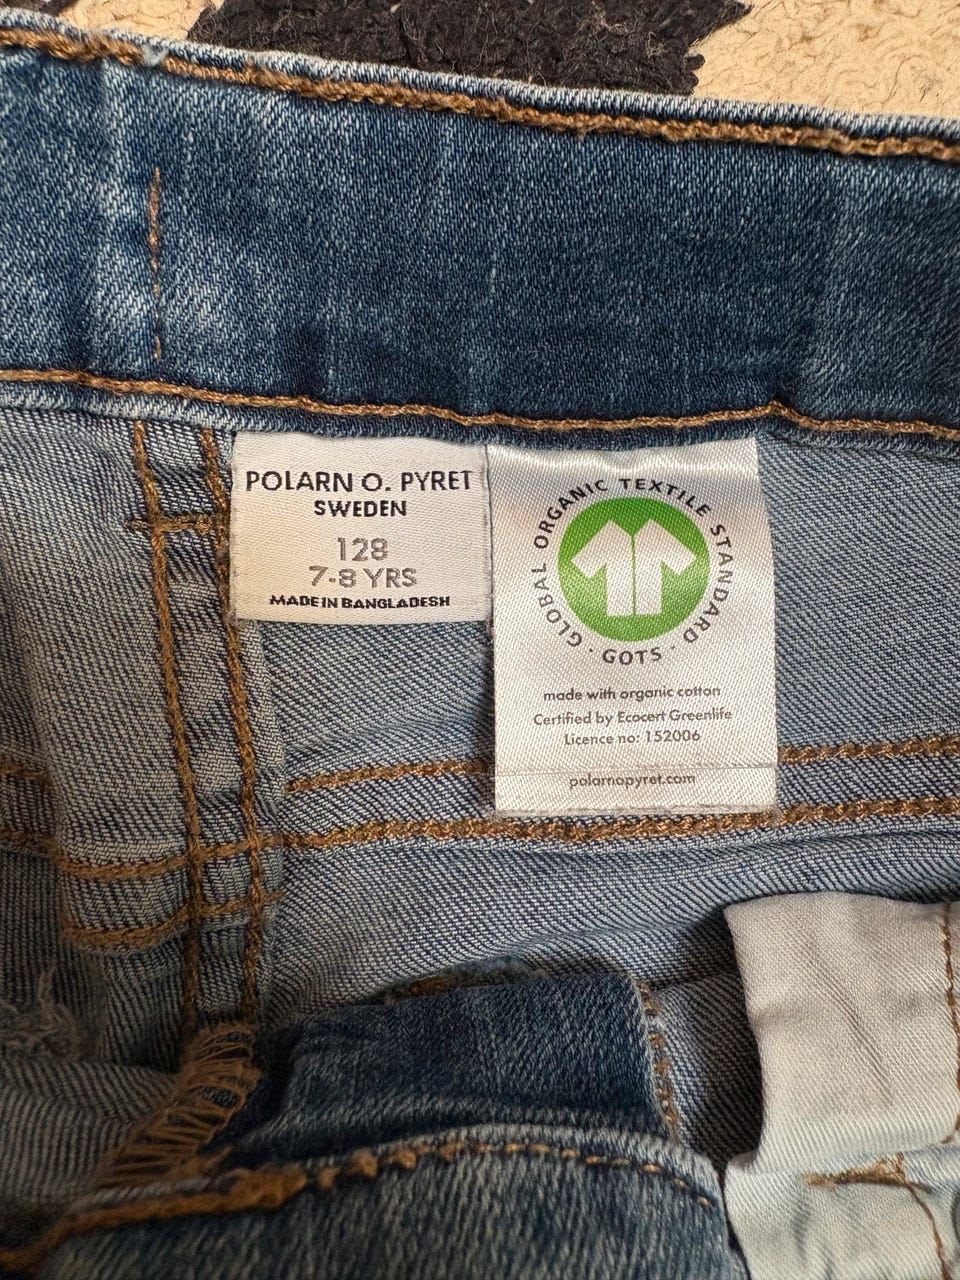 POLARN O. PYRET
SWEDEN
128
7-8 YRS
MADE IN BANGLADESH
GLOBAL ORGANIC TEXTILE STANDARD
· GOTS ·
made with organic cotton
Certified by Ecocert Greenlife
Licence no: 152006
polarnopyret.com